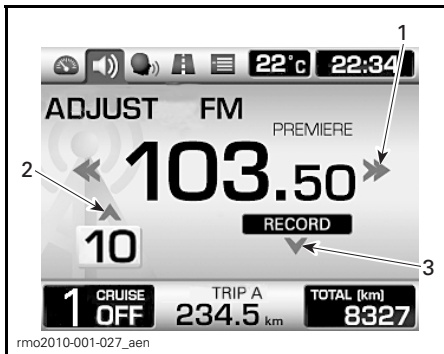 1
22°c 22:34
ADJUST FM
PREMIERE
2
103.50
10
RECORD
3
1 CRUISE OFF
TRIP A
234.5 km
TOTAL [km]
8327
rmo2010-001-027_aen